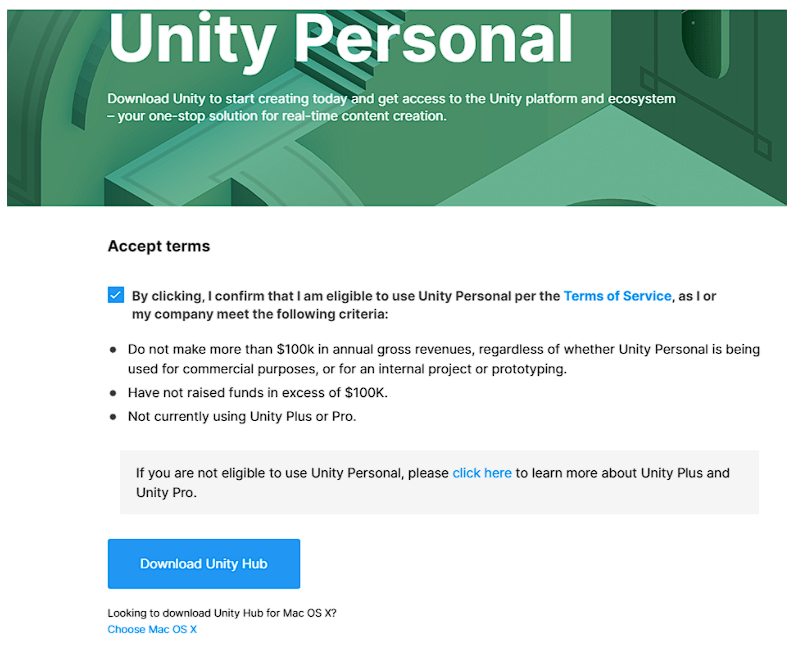 Unity Personal
Download Unity to start creating today and get access to the Unity platform and ecosystem
– your one-stop solution for real-time content creation.
Accept terms
By clicking, I confirm that I am eligible to use Unity Personal per the Terms of Service, as I or
my company meet the following criteria:
• Do not make more than $100k in annual gross revenues, regardless of whether Unity Personal is being
used for commercial purposes, or for an internal project or prototyping.
• Have not raised funds in excess of $100K.
• Not currently using Unity Plus or Pro.
If you are not eligible to use Unity Personal, please click here to learn more about Unity Plus and
Unity Pro.
Download Unity Hub
Looking to download Unity Hub for Mac OS X?
Choose Mac OS X